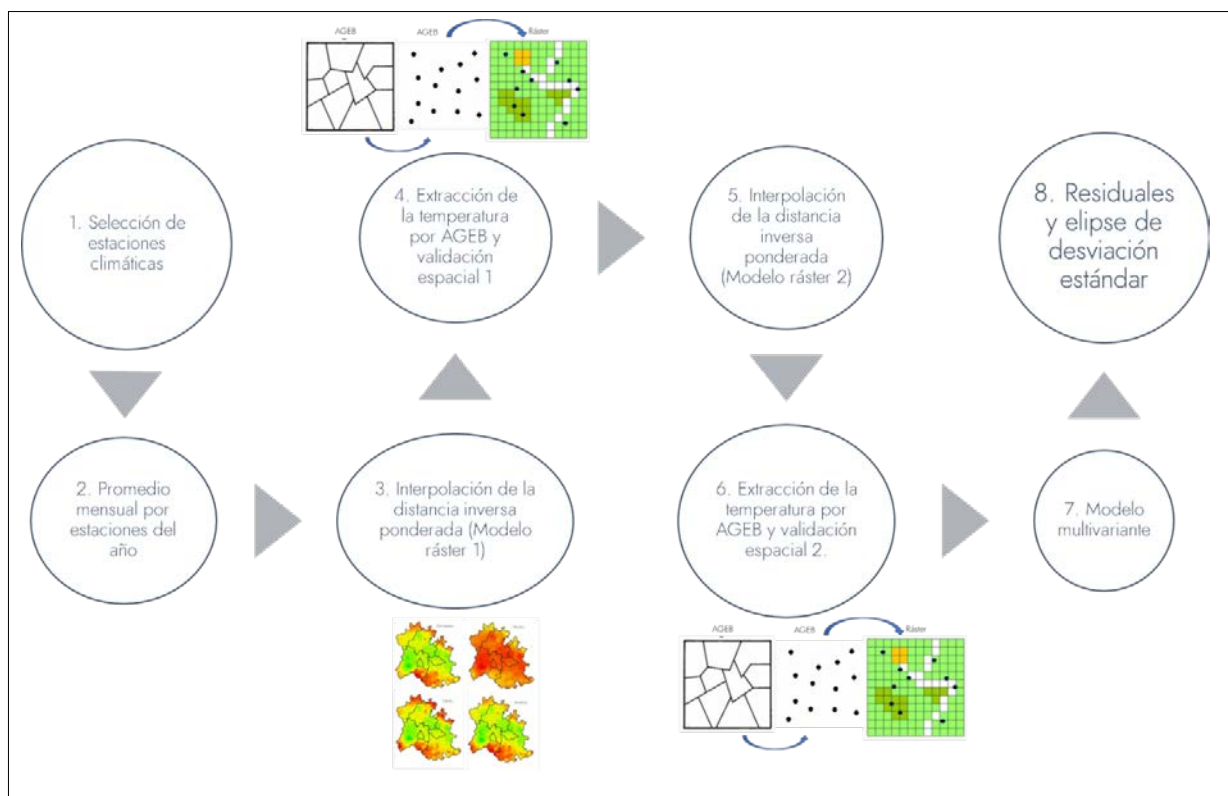 AGEB
AGEB
Ráster
1. Selección de
estaciones
climáticas
2. Promedio
mensual por
estaciones del
año
3. Interpolación de la
distancia inversa
ponderada (Modelo
ráster 1)
4. Extracción de
la temperatura
por AGEB y
validación
espacial 1
5. Interpolación
de la distancia
inversa
ponderada
(Modelo ráster 2)
6. Extracción de la
temperatura por
AGEB y validación
espacial 2.
AGEB
AGEB
Ráster
7. Modelo
multivariante
8. Residuales
y elipse de
desviación
estándar